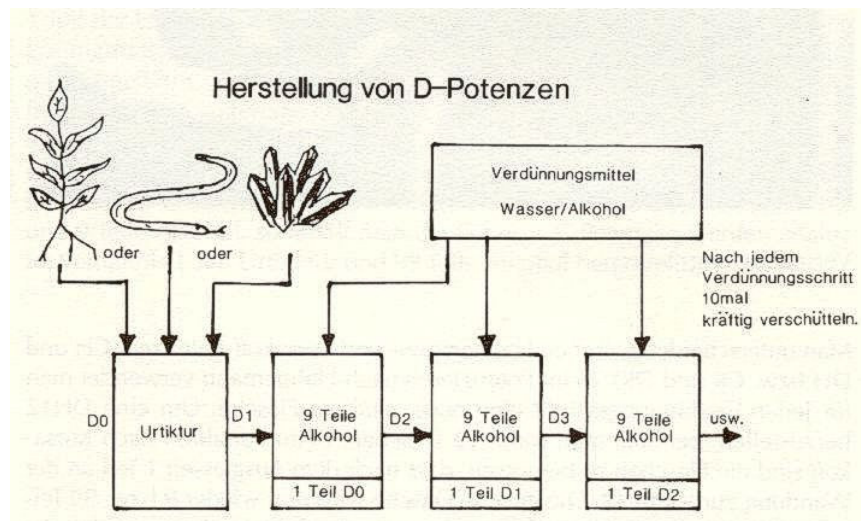 Herstellung von D-Potenzen
Verdünnungsmittel
Wasser/Alkohol
oder
oder
Nach jedem
Verdünnungsschritt
10mal
kräftig verschütteln.
D0
Urtiktur
D1
9 Teile
Alkohol
1 Teil D0
D2
9 Teile
Alkohol
1 Teil D1
D3
9 Teile
Alkohol
1 Teil D2
usw.